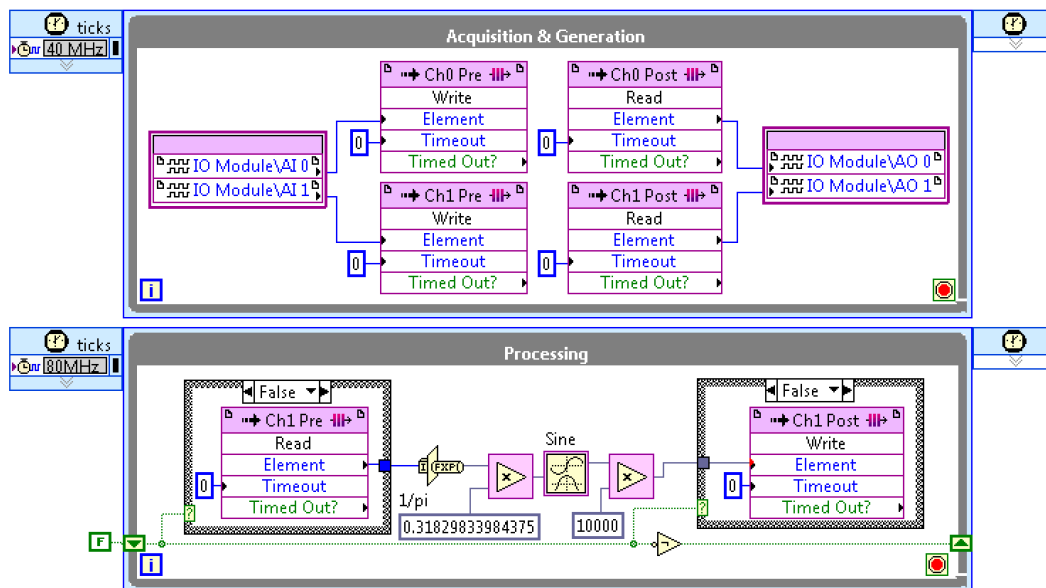 ticks
40 MHz
Acquisition & Generation
Ch0 Pre
Write
Element
0
Timeout
Timed Out?
Ch0 Post
Read
Element
0
Timeout
Timed Out?
IO Module\AI 0
IO Module\AI 1
IO Module\AO 0
IO Module\AO 1
Ch1 Pre
Write
Element
0
Timeout
Timed Out?
Ch1 Post
Read
Element
0
Timeout
Timed Out?
i
ticks
80MHz
Processing
False
Ch1 Pre
Read
Element
0
Timeout
Timed Out?
?
I FXP(
1/pi
0.31829833984375
x
Sine
x
10000
False
Ch1 Post
Write
Element
0
Timeout
Timed Out?
?
F
i